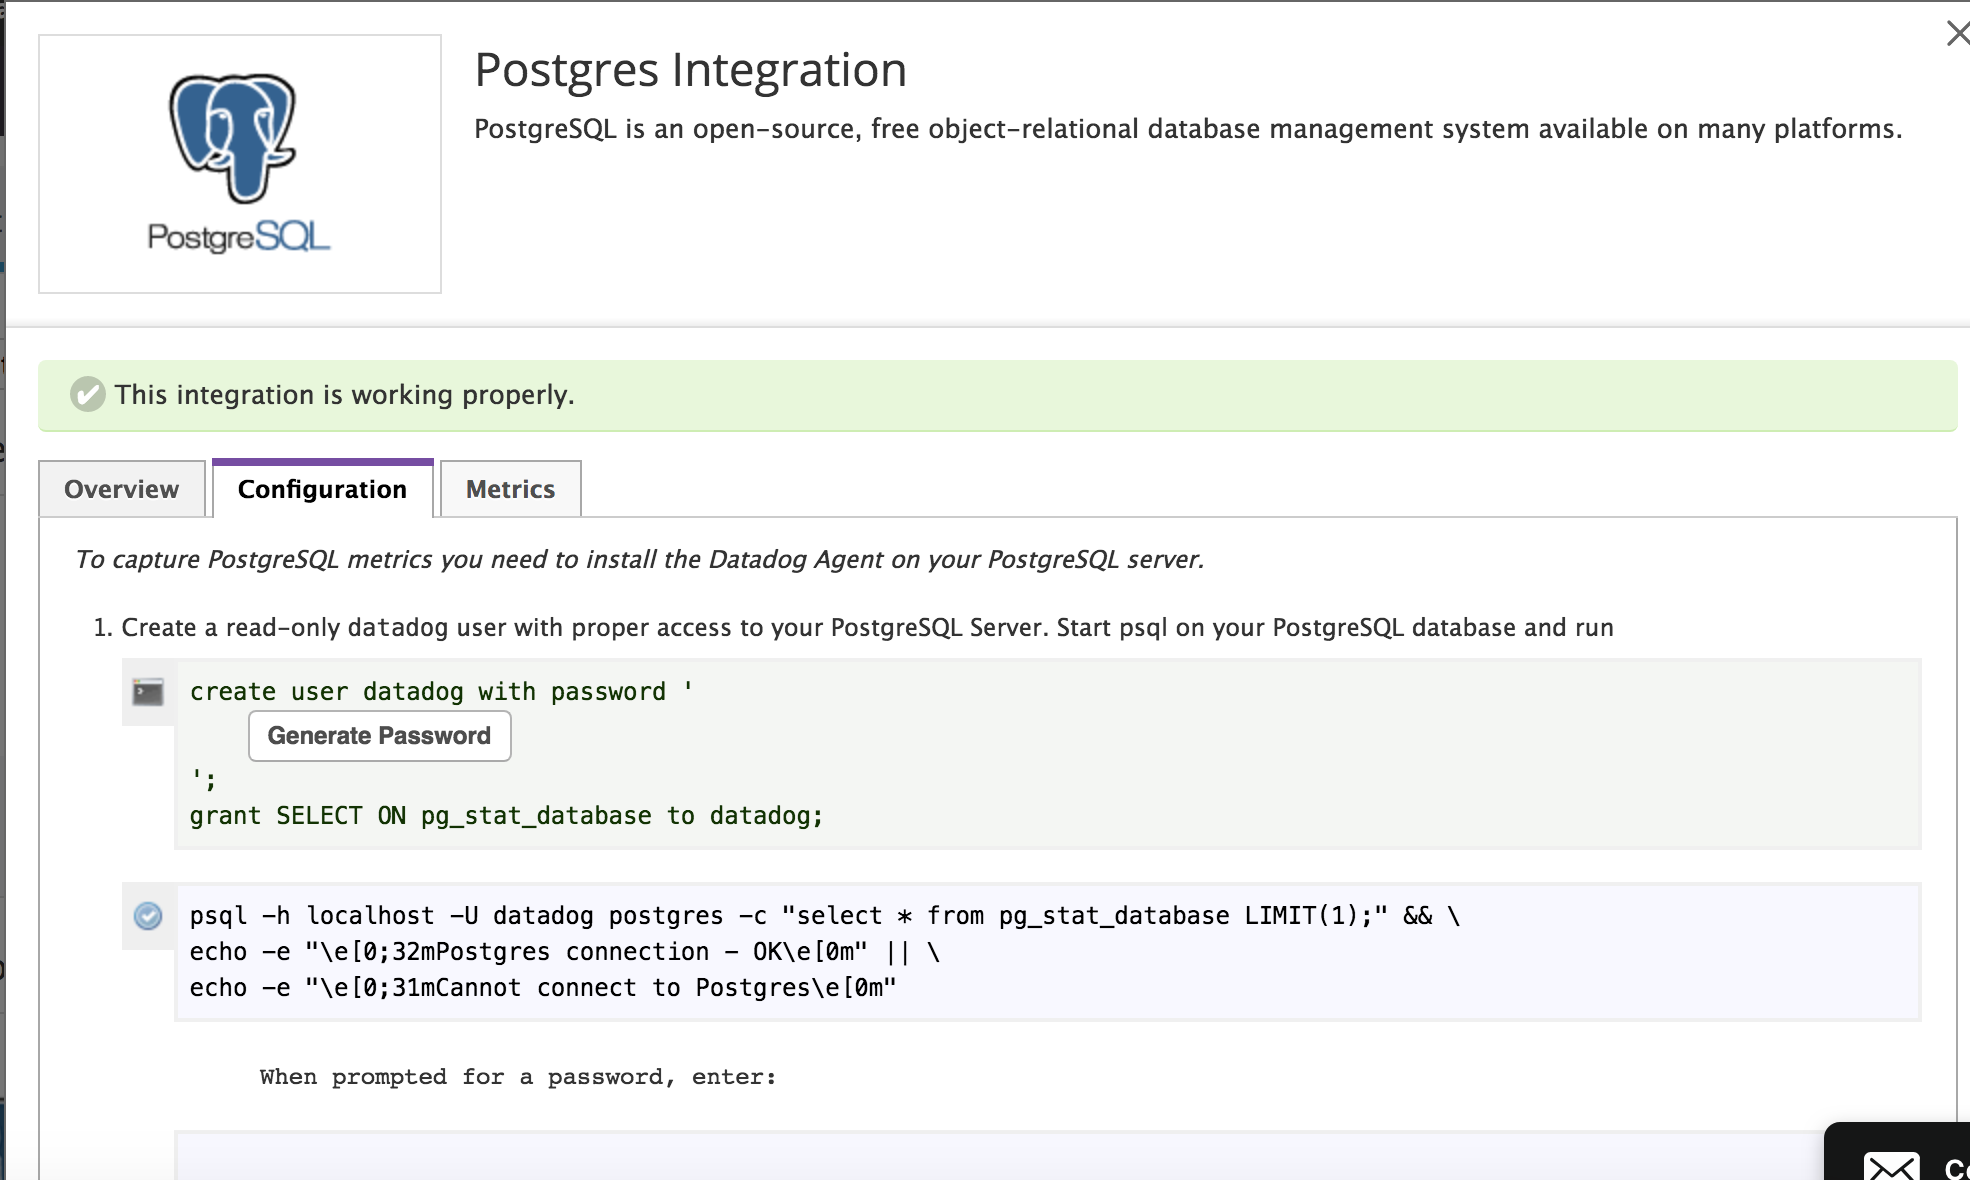 Postgres Integration
PostgreSQL is an open-source, free object-relational database management system available on many platforms.
PostgreSQL
This integration is working properly.
Overview
Configuration
Metrics
To capture PostgreSQL metrics you need to install the Datadog Agent on your PostgreSQL server.
1. Create a read-only datadog user with proper access to your PostgreSQL Server. Start psql on your PostgreSQL database and run
create user datadog with password '
Generate Password
';
grant SELECT ON pg_stat_database to datadog;
psql -h localhost -U datadog postgres -c "select * from pg_stat_database LIMIT(1);" && \
echo -e "\e[0;32mPostgres connection - OK\e[0m" || \
echo -e "\e[0;31mCannot connect to Postgres\e[0m"
When prompted for a password, enter: